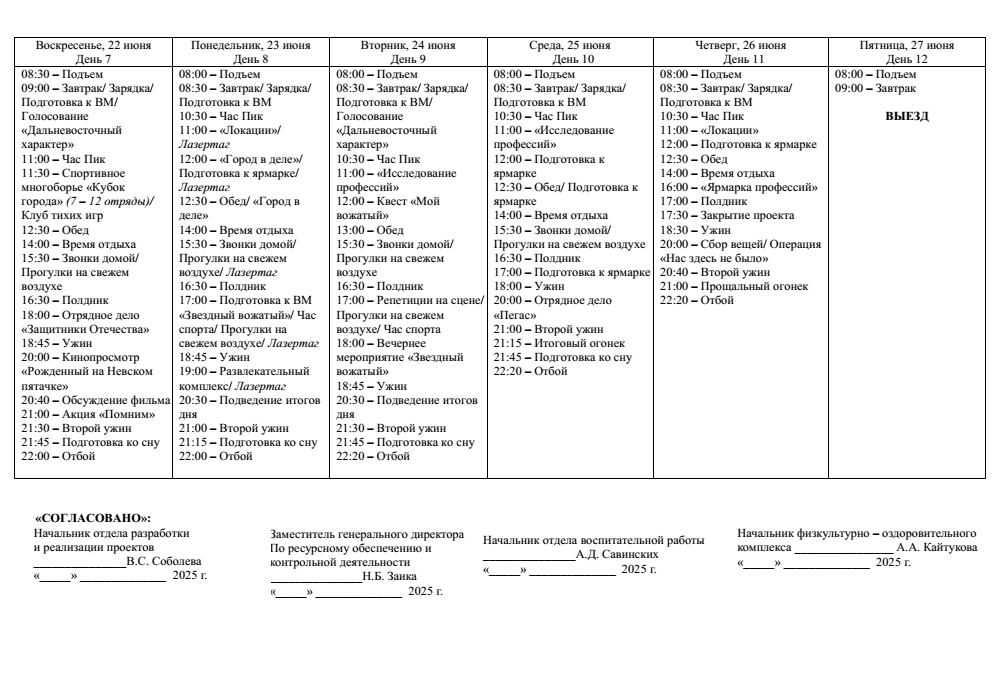 Воскресенье, 22 июня
День 7
08:30 – Подъем
09:00 – Завтрак/ Зарядка/
Подготовка к ВМ/
Голосование
«Дальневосточный
характер»
11:00 – Час Пик
11:30 – Спортивное
многоборье «Кубок
города» (7 – 12 отряды)/
Клуб тихих игр
12:30 – Обед
14:00 – Время отдыха
15:30 – Звонки домой/
Прогулки на свежем
воздухе
16:30 – Полдник
18:00 – Отрядное дело
«Защитники Отечества»
18:45 – Ужин
20:00 – Кинопросмотр
«Рожденный на Невском
пятачке»
20:40 – Обсуждение фильма
21:00 – Акция «Помним»
21:30 – Второй ужин
21:45 – Подготовка ко сну
22:00 – Отбой
Понедельник, 23 июня
День 8
08:00 – Подъем
08:30 – Завтрак/ Зарядка/
Подготовка к ВМ
10:30 – Час Пик
11:00 – «Локации»/
Лазертаг
12:00 – «Город в деле»/
Подготовка к ярмарке/
Лазертаг
12:30 – Обед/ «Город в
деле»
14:00 – Время отдыха
15:30 – Звонки домой/
Прогулки на свежем
воздухе/ Лазертаг
16:30 – Полдник
17:00 – Подготовка к ВМ
«Звездный вожатый»/ Час
спорта/ Прогулки на
свежем воздухе/ Лазертаг
18:45 – Ужин
19:00 – Развлекательный
комплекс/ Лазертаг
20:30 – Подведение итогов
дня
21:00 – Второй ужин
21:15 – Подготовка ко сну
22:00 – Отбой
Вторник, 24 июня
День 9
08:00 – Подъем
08:30 – Завтрак/ Зарядка/
Подготовка к ВМ/
Голосование
«Дальневосточный
характер»
10:30 – Час Пик
11:00 – «Исследование
профессий»
12:00 – Квест «Мой
вожатый»
13:00 – Обед
15:30 – Звонки домой/
Прогулки на свежем
воздухе
16:30 – Полдник
17:00 – Репетиции на сцене/
Прогулки на свежем
воздухе/ Час спорта
18:00 – Вечернее
мероприятие «Звездный
вожатый»
18:45 – Ужин
20:30 – Подведение итогов
дня
21:30 – Второй ужин
21:45 – Подготовка ко сну
22:20 – Отбой
Среда, 25 июня
День 10
08:00 – Подъем
08:30 – Завтрак/ Зарядка/
Подготовка к ВМ
10:30 – Час Пик
11:00 – «Исследование
профессий»
12:00 – Подготовка к
ярмарке
12:30 – Обед/ Подготовка к
ярмарке
14:00 – Время отдыха
15:30 – Звонки домой/
Прогулки на свежем воздухе
16:30 – Полдник
17:00 – Подготовка к ярмарке
18:00 – Ужин
20:00 – Отрядное дело
«Пегас»
21:00 – Второй ужин
21:15 – Итоговый огонек
21:45 – Подготовка ко сну
22:20 – Отбой
Четверг, 26 июня
День 11
08:00 – Подъем
08:30 – Завтрак/ Зарядка/
Подготовка к ВМ
10:30 – Час Пик
11:00 – «Локации»
12:00 – Подготовка к ярмарке
12:30 – Обед
14:00 – Время отдыха
16:00 – «Ярмарка профессий»
17:00 – Полдник
17:30 – Закрытие проекта
18:30 – Ужин
20:00 – Сбор вещей/ Операция
«Нас здесь не было»
20:40 – Второй ужин
21:00 – Прощальный огонек
22:20 – Отбой
Пятница, 27 июня
День 12
08:00 – Подъем
09:00 – Завтрак
ВЫЕЗД
«СОГЛАСОВАНО»:
Начальник отдела разработки
и реализации проектов
_______________В.С. Соболева
«_____» ______________ 2025 г.
Заместитель генерального директора
По ресурсному обеспечению и
контрольной деятельности
_______________Н.Б. Заика
«_____» ______________ 2025 г.
Начальник отдела воспитательной работы
_______________А.Д. Савинских
«_____» ______________ 2025 г.
Начальник физкультурно – оздоровительного
комплекса ________________ А.А. Кайтукова
«_____» ______________ 2025 г.